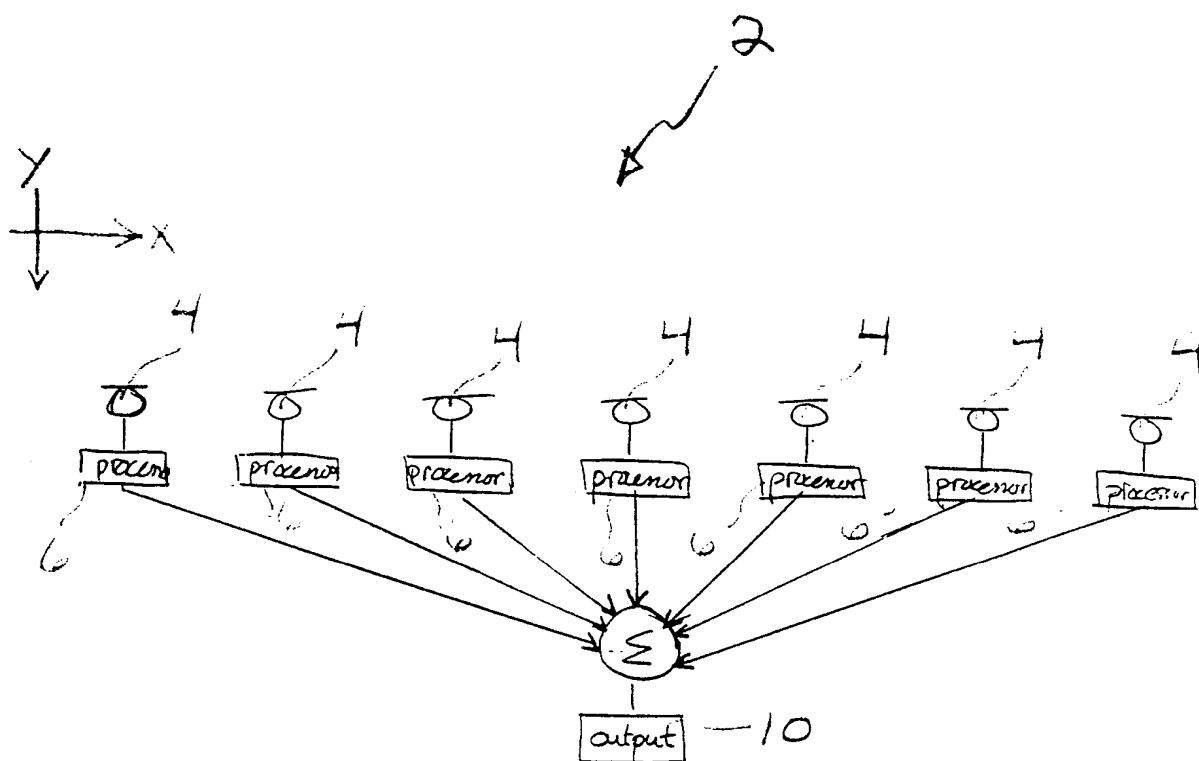 2
Y
X
4 4 4 4 4 4 4
processor processor processor processor processor processor
6 6 6 6 6 6 6
Σ
output 10